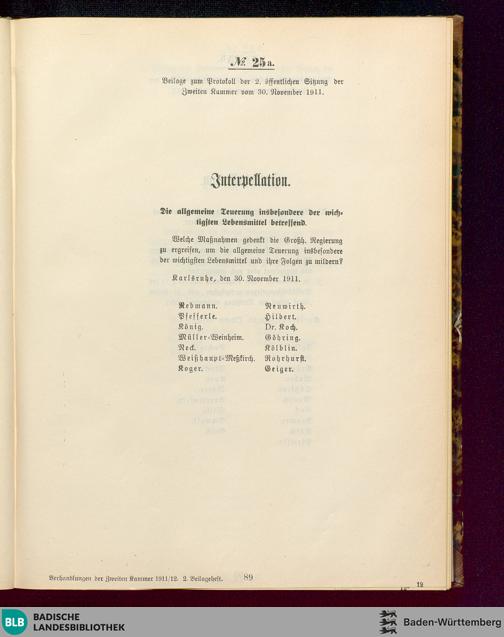 № 25a.
Beilage zum Protokoll der 2. öffentlichen Sitzung der
Zweiten Kammer vom 30. November 1911.
Interpellation.
Die allgemeine Teuerung insbesondere der wich-
tigsten Lebensmittel betreffend.
Welche Maßnahmen gedenkt die Großh. Regierung
zu ergreifen, um die allgemeine Teuerung insbesondere
der wichtigsten Lebensmittel und ihre Folgen zu mildern?
Karlsruhe, den 30. November 1911.
Rebmann. Neuwirth.
Pfefferle. Hilbert.
König. Dr. Koch.
Müller-Weinheim. Göhring.
Neck. Kölblin.
Weißhaupt-Meßkirch. Rohrhurst.
Koger. Geiger.
Verhandlungen der Zweiten Kammer 1911/12. 2. Beilageheft. 89
12
BLB BADISCHE
LANDESBIBLIOTHEK
Baden-Württemberg